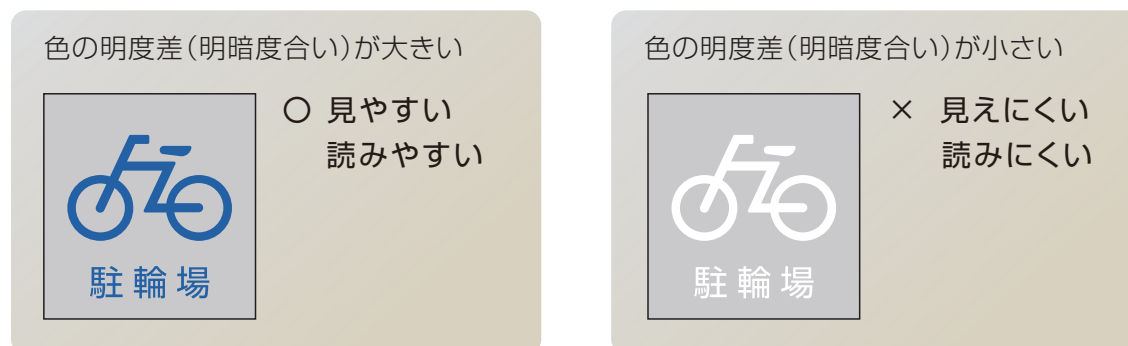 色の明度差（明暗度合い）が大きい
○ 見やすい
読みやすい
駐輪場
色の明度差（明暗度合い）が小さい
× 見えにくい
読みにくい
駐輪場